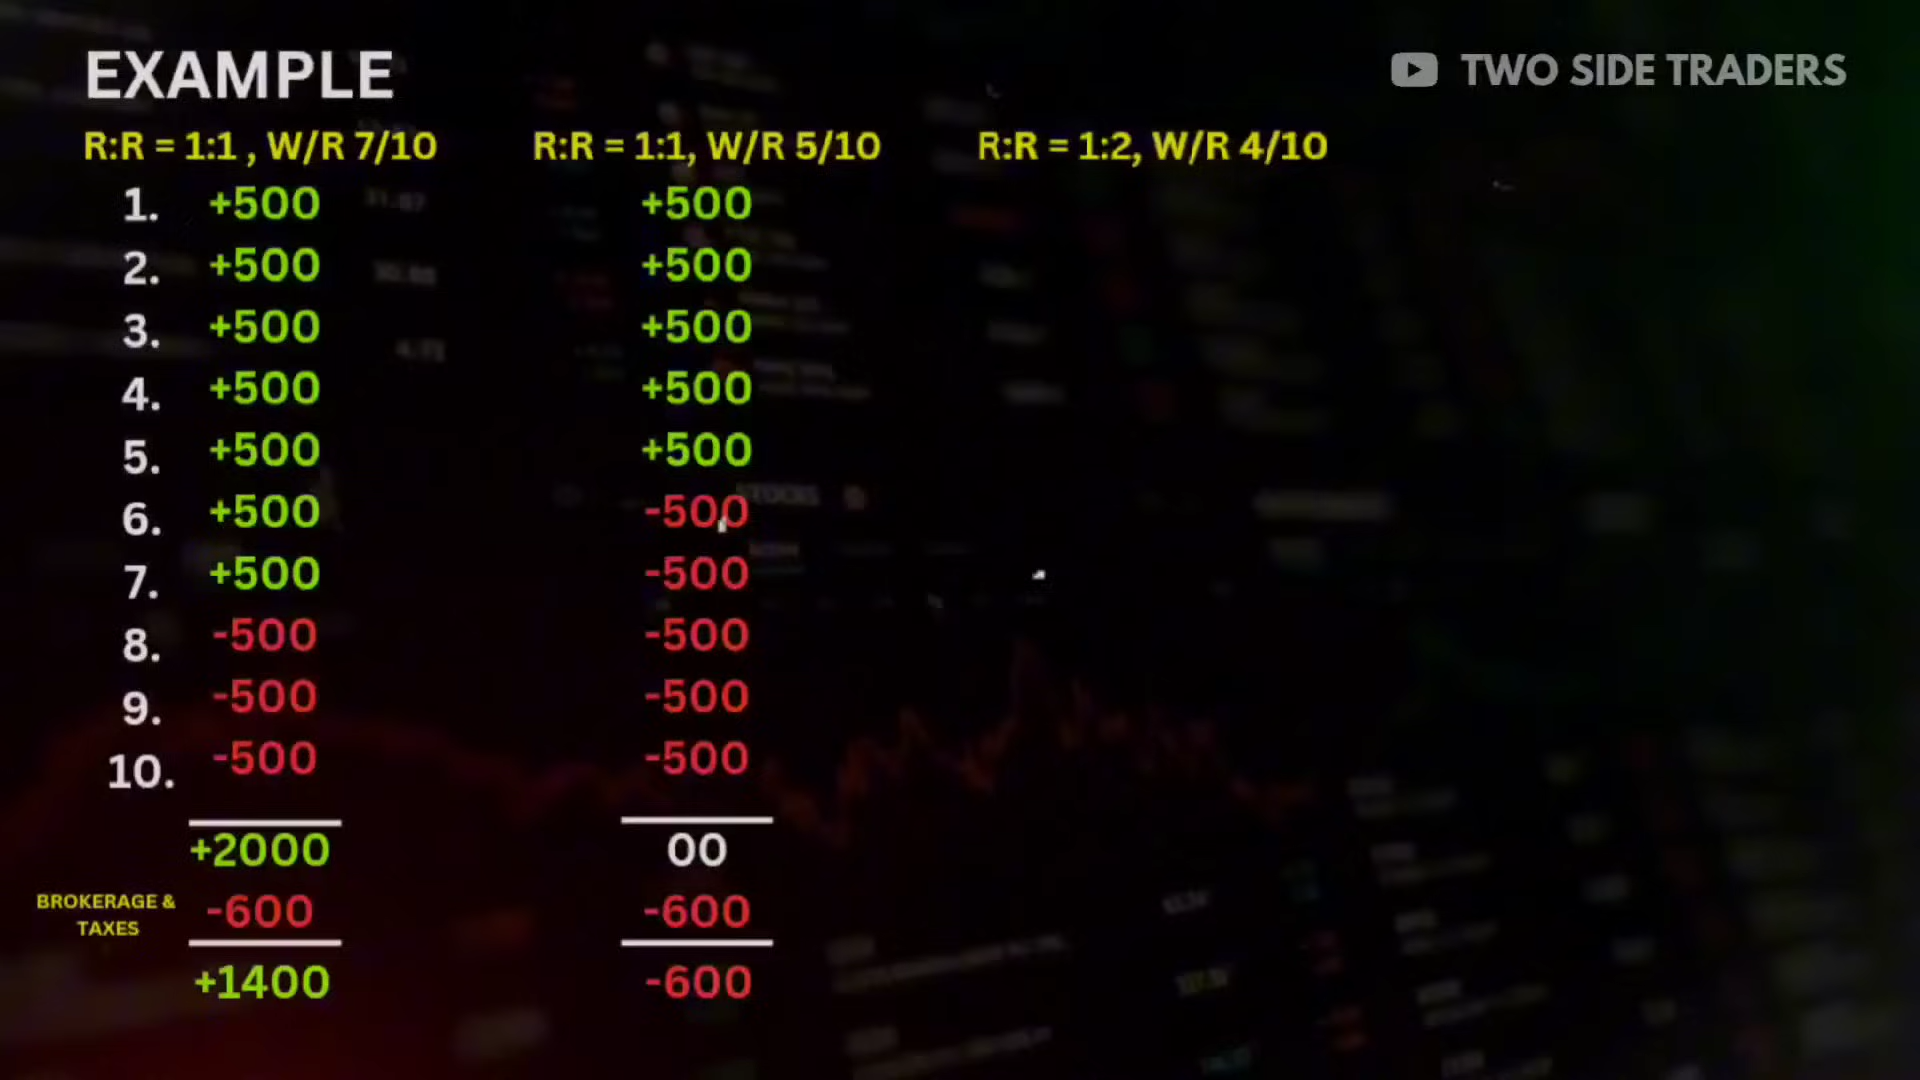 EXAMPLE
TWO SIDE TRADERS
R:R = 1:1 , W/R 7/10
R:R = 1:1, W/R 5/10
R:R = 1:2, W/R 4/10
1. +500 +500
2. +500 +500
3. +500 +500
4. +500 +500
5. +500 +500
6. +500 -500
7. +500 -500
8. -500 -500
9. -500 -500
10. -500 -500
+2000 00
BROKERAGE &
TAXES
-600 -600
+1400 -600